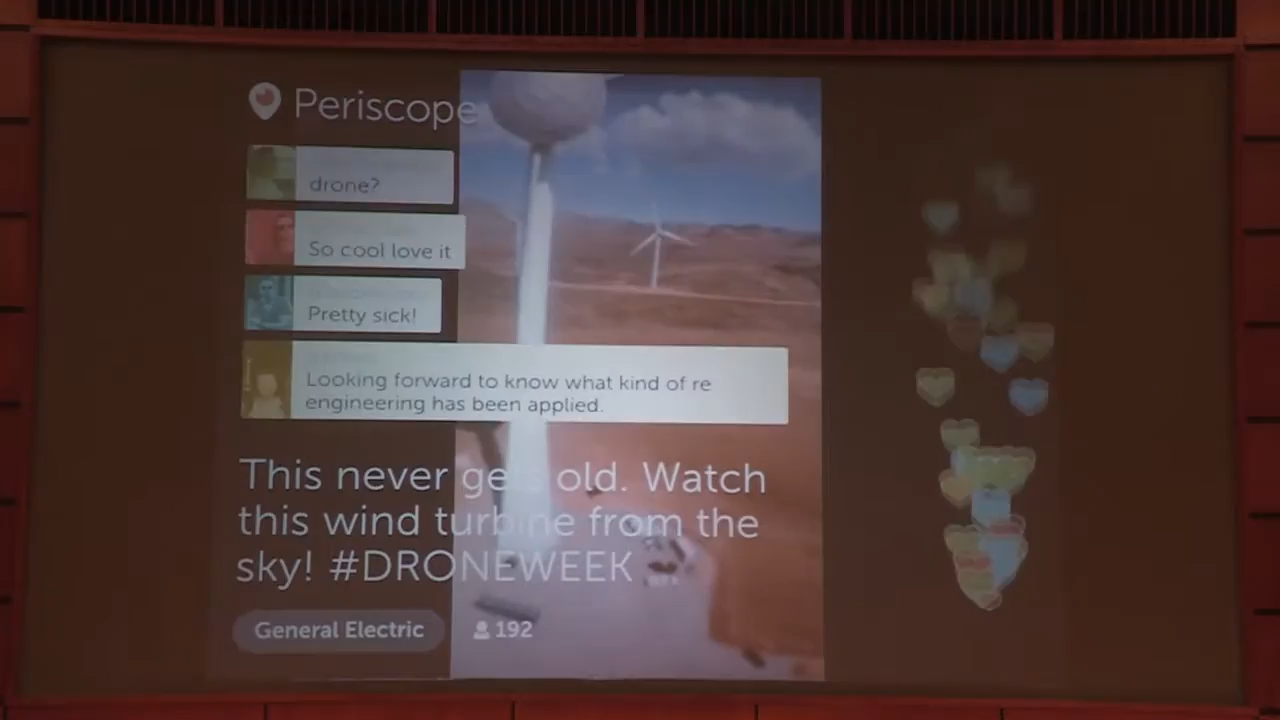 Periscope
drone?
So cool love it
Pretty sick!
Looking forward to know what kind of re
engineering has been applied.
This never gets old. Watch
this wind turbine from the
sky! #DRONEWEEK
General Electric
192